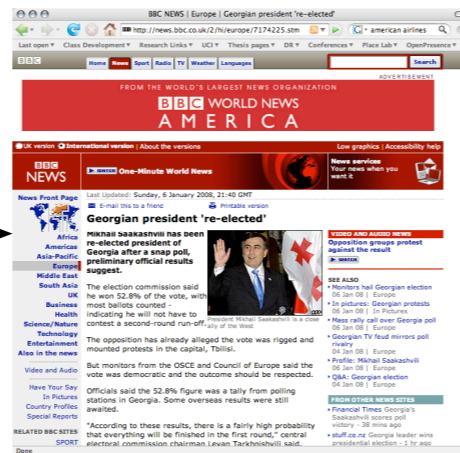 BBC NEWS | Europe | Georgian president 're-elected'
http://news.bbc.co.uk/2/hi/europe/7174225.stm
american airlines
Last open
Class Development
Research Links
UCI
Thesis pages
DR
Conferences
Place Lab
OpenPresence
BBC
Home
News
Sport
Radio
TV
Weather
Languages
Search
ADVERTISEMENT
FROM THE WORLD'S LARGEST NEWS ORGANIZATION
BBC WORLD NEWS
AMERICA
UK version
International version | About the versions
Low graphics | Accessibility help
BBC
NEWS
WATCH One-Minute World News
News services
Your news when you
want it
News Front Page
Africa
Americas
Asia-Pacific
Europe
Middle East
South Asia
UK
Business
Health
Science/Nature
Technology
Entertainment
Also in the news
Video and Audio
Have Your Say
In Pictures
Country Profiles
Special Reports
RELATED BBC SITES
SPORT
Last Updated: Sunday, 6 January 2008, 21:40 GMT
E-mail this to a friend
Printable version
Georgian president 're-elected'
Mikhail Saakashvili has been
re-elected president of
Georgia after a snap poll,
preliminary official results
suggest.
The election commission said
he won 52.8% of the vote, with
most ballots counted -
indicating he will not have to
contest a second-round run-off.
President Mikhail Saakashvili is a close
ally of the West
The opposition has already alleged the vote was rigged and
mounted protests in the capital, Tbilisi.
But monitors from the OSCE and Council of Europe said the
vote was democratic and the outcome should be respected.
Officials said the 52.8% figure was a tally from polling
stations in Georgia. Some overseas results were still
awaited.
"According to these results, there is a fairly high probability
that everything will be finished in the first round," central
electoral commission chairman Levan Tarkhnishvili said.
VIDEO AND AUDIO NEWS
Opposition groups protest
against the result
WATCH
SEE ALSO
Monitors hail Georgian election
06 Jan 08 | Europe
In pictures: Georgian protests
06 Jan 08 | In Pictures
Mass rally call over Georgia poll
06 Jan 08 | Europe
Georgian TV feud mirrors poll
rivalry
04 Jan 08 | Europe
Profile: Mikhail Saakashvili
06 Jan 08 | Europe
Q&A: Georgian election
04 Jan 08 | Europe
FROM OTHER NEWS SITES
Financial Times Georgia's
Saakashvili scores poll
victory - 38 mins ago
stuff.co.nz Georgia leader wins
presidential election - 1 hr ago
Done